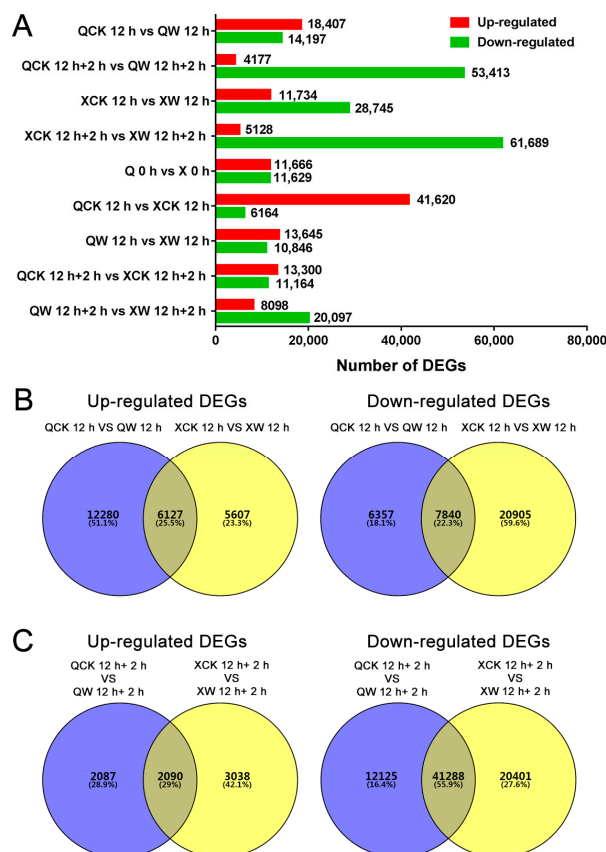 A
Up-regulated
Down-regulated
QCK 12 h vs QW 12 h
18,407
14,197
QCK 12 h+2 h vs QW 12 h+2 h
4177
53,413
XCK 12 h vs XW 12 h
11,734
28,745
XCK 12 h+2 h vs XW 12 h+2 h
5128
61,689
Q 0 h vs X 0 h
11,666
11,629
QCK 12 h vs XCK 12 h
41,620
6164
QW 12 h vs XW 12 h
13,645
10,846
QCK 12 h+2 h vs XCK 12 h+2 h
13,300
11,164
QW 12 h+2 h vs XW 12 h+2 h
8098
20,097
0 20,000 40,000 60,000 80,000
Number of DEGs
B
Up-regulated DEGs
QCK 12 h VS QW 12 h XCK 12 h VS XW 12 h
12280 6127 5607
(51.1%) (25.5%) (23.3%)
Down-regulated DEGs
QCK 12 h VS QW 12 h XCK 12 h VS XW 12 h
6357 7840 20905
(18.1%) (22.3%) (59.6%)
C
Up-regulated DEGs
QCK 12 h+ 2 h XCK 12 h+ 2 h
VS VS
QW 12 h+ 2 h XW 12 h+ 2 h
2087 2090 3038
(28.9%) (29%) (42.1%)
Down-regulated DEGs
QCK 12 h+ 2 h XCK 12 h+ 2 h
VS VS
QW 12 h+ 2 h XW 12 h+ 2 h
12125 41288 20401
(16.4%) (55.9%) (27.6%)